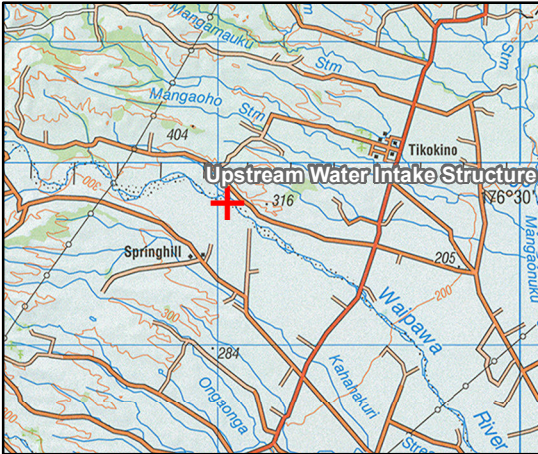 Mangamauku
Stm
Mangaoho
Stm
Stm
404
Tikokino
Upstream Water Intake Structure
300
316
176°30'
Mangaonuku
Springhill
205
Waipawa
200
300
284
Kahahakuri
Ongaonga
River
Stre